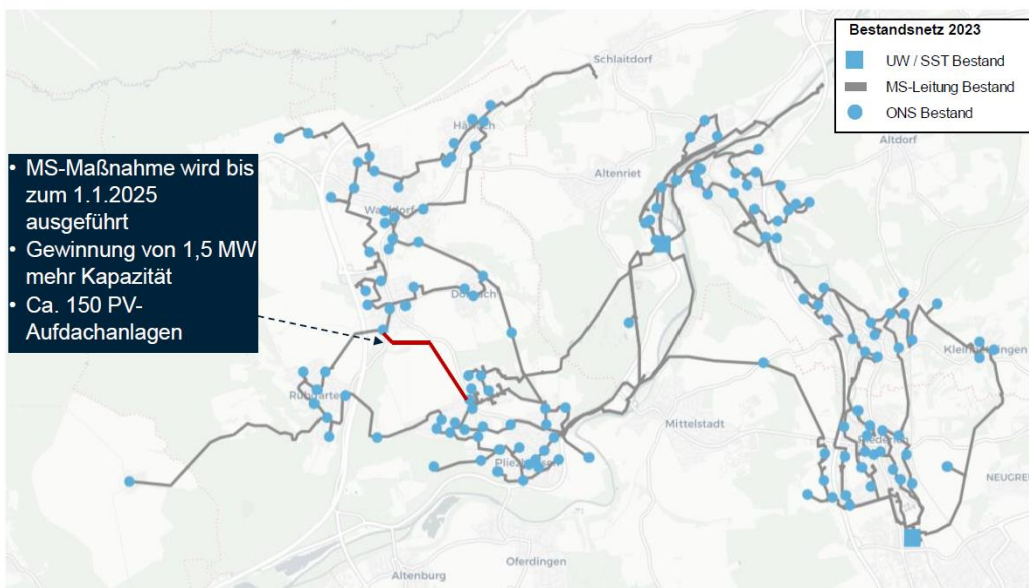 Bestandsnetz 2023
UW / SST Bestand
MS-Leitung Bestand
ONS Bestand
• MS-Maßnahme wird bis
zum 1.1.2025
ausgeführt
• Gewinnung von 1,5 MW
mehr Kapazität
• Ca. 150 PV-
Aufdachanlagen
Schlaitdorf
Altenriet
Altdorf
Mittelstadt
NEUGRE
Oferdingen
Altenburg